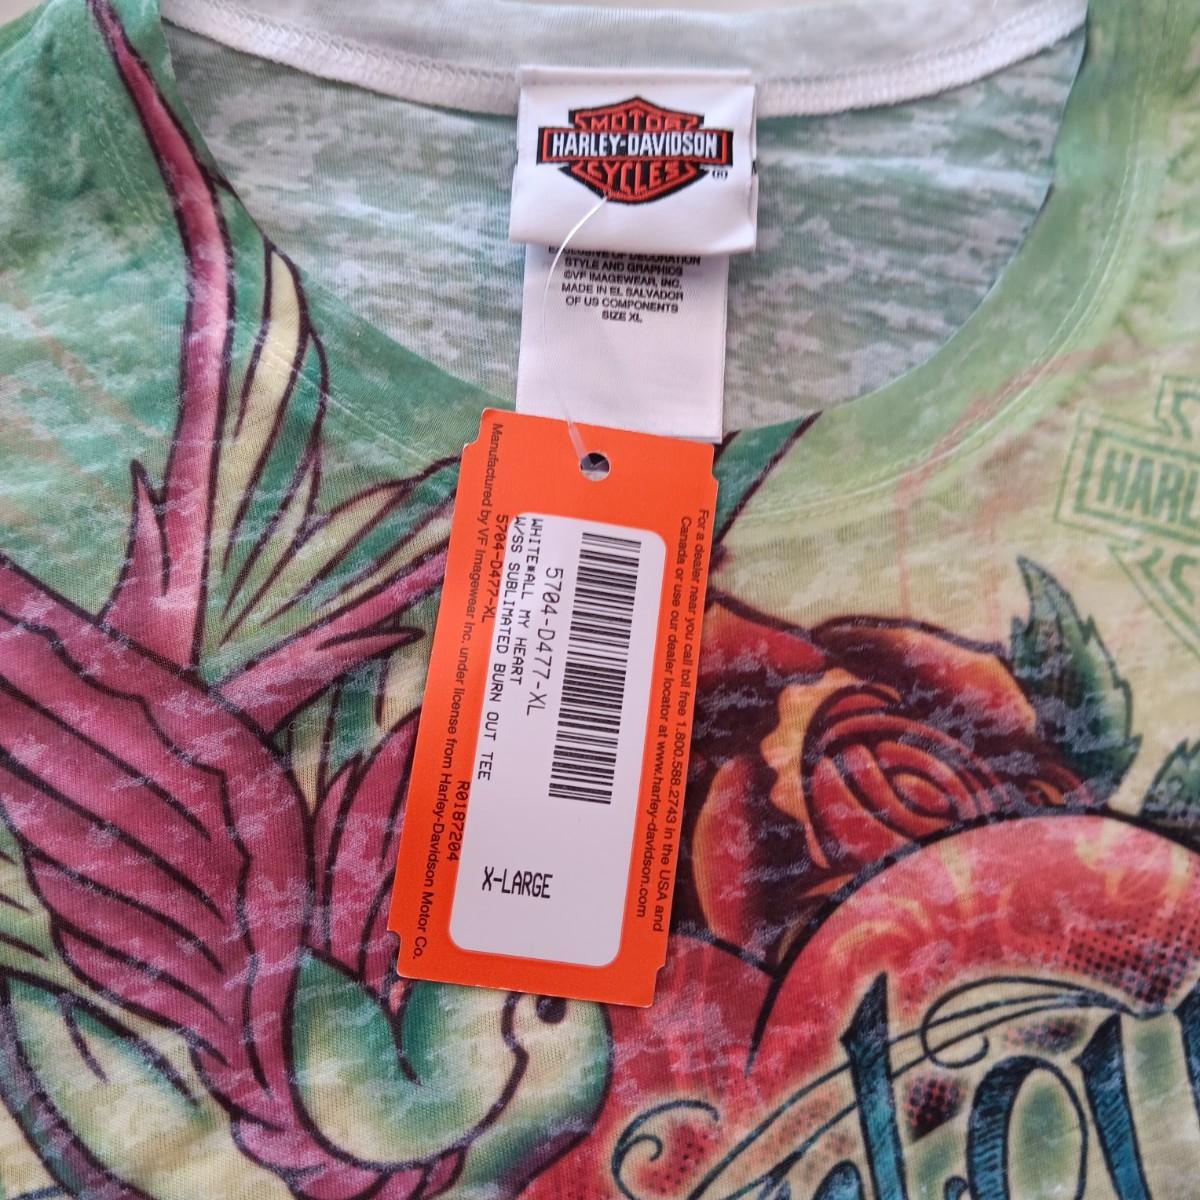 MOTOR
HARLEY-DAVIDSON
CYCLES
®
EXCLUSIVE OF DECORATION
STYLE AND GRAPHICS
©VF IMAGEWEAR, INC.
MADE IN EL SALVADOR
OF US COMPONENTS
SIZE XL
For a dealer near you call toll free 1.800.588.2743 in the USA and
Canada or use our dealer locator at www.harley-davidson.com
5704-D477-XL
WHITE*ALL MY HEART
W/SS SUBLIMATED BURN OUT TEE
5704-D477-XL
R0187204
X-LARGE
Manufactured by VF Imagewear Inc. under license from Harley-Davidson Motor Co.